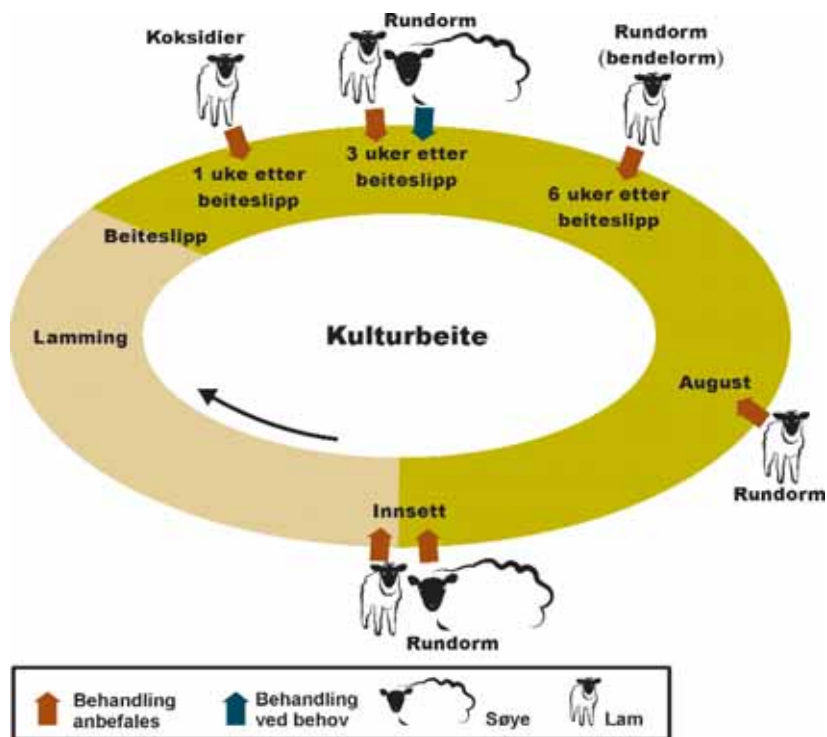 Koksidier
Rundorm
Rundorm
(bendelorm)
1 uke etter
beiteslipp
3 uker etter
beiteslipp
6 uker etter
beiteslipp
Beiteslipp
Lamming
Kulturbeite
August
Rundorm
Innsett
Rundorm
Behandling
anbefales
Behandling
ved behov
Søye
Lam